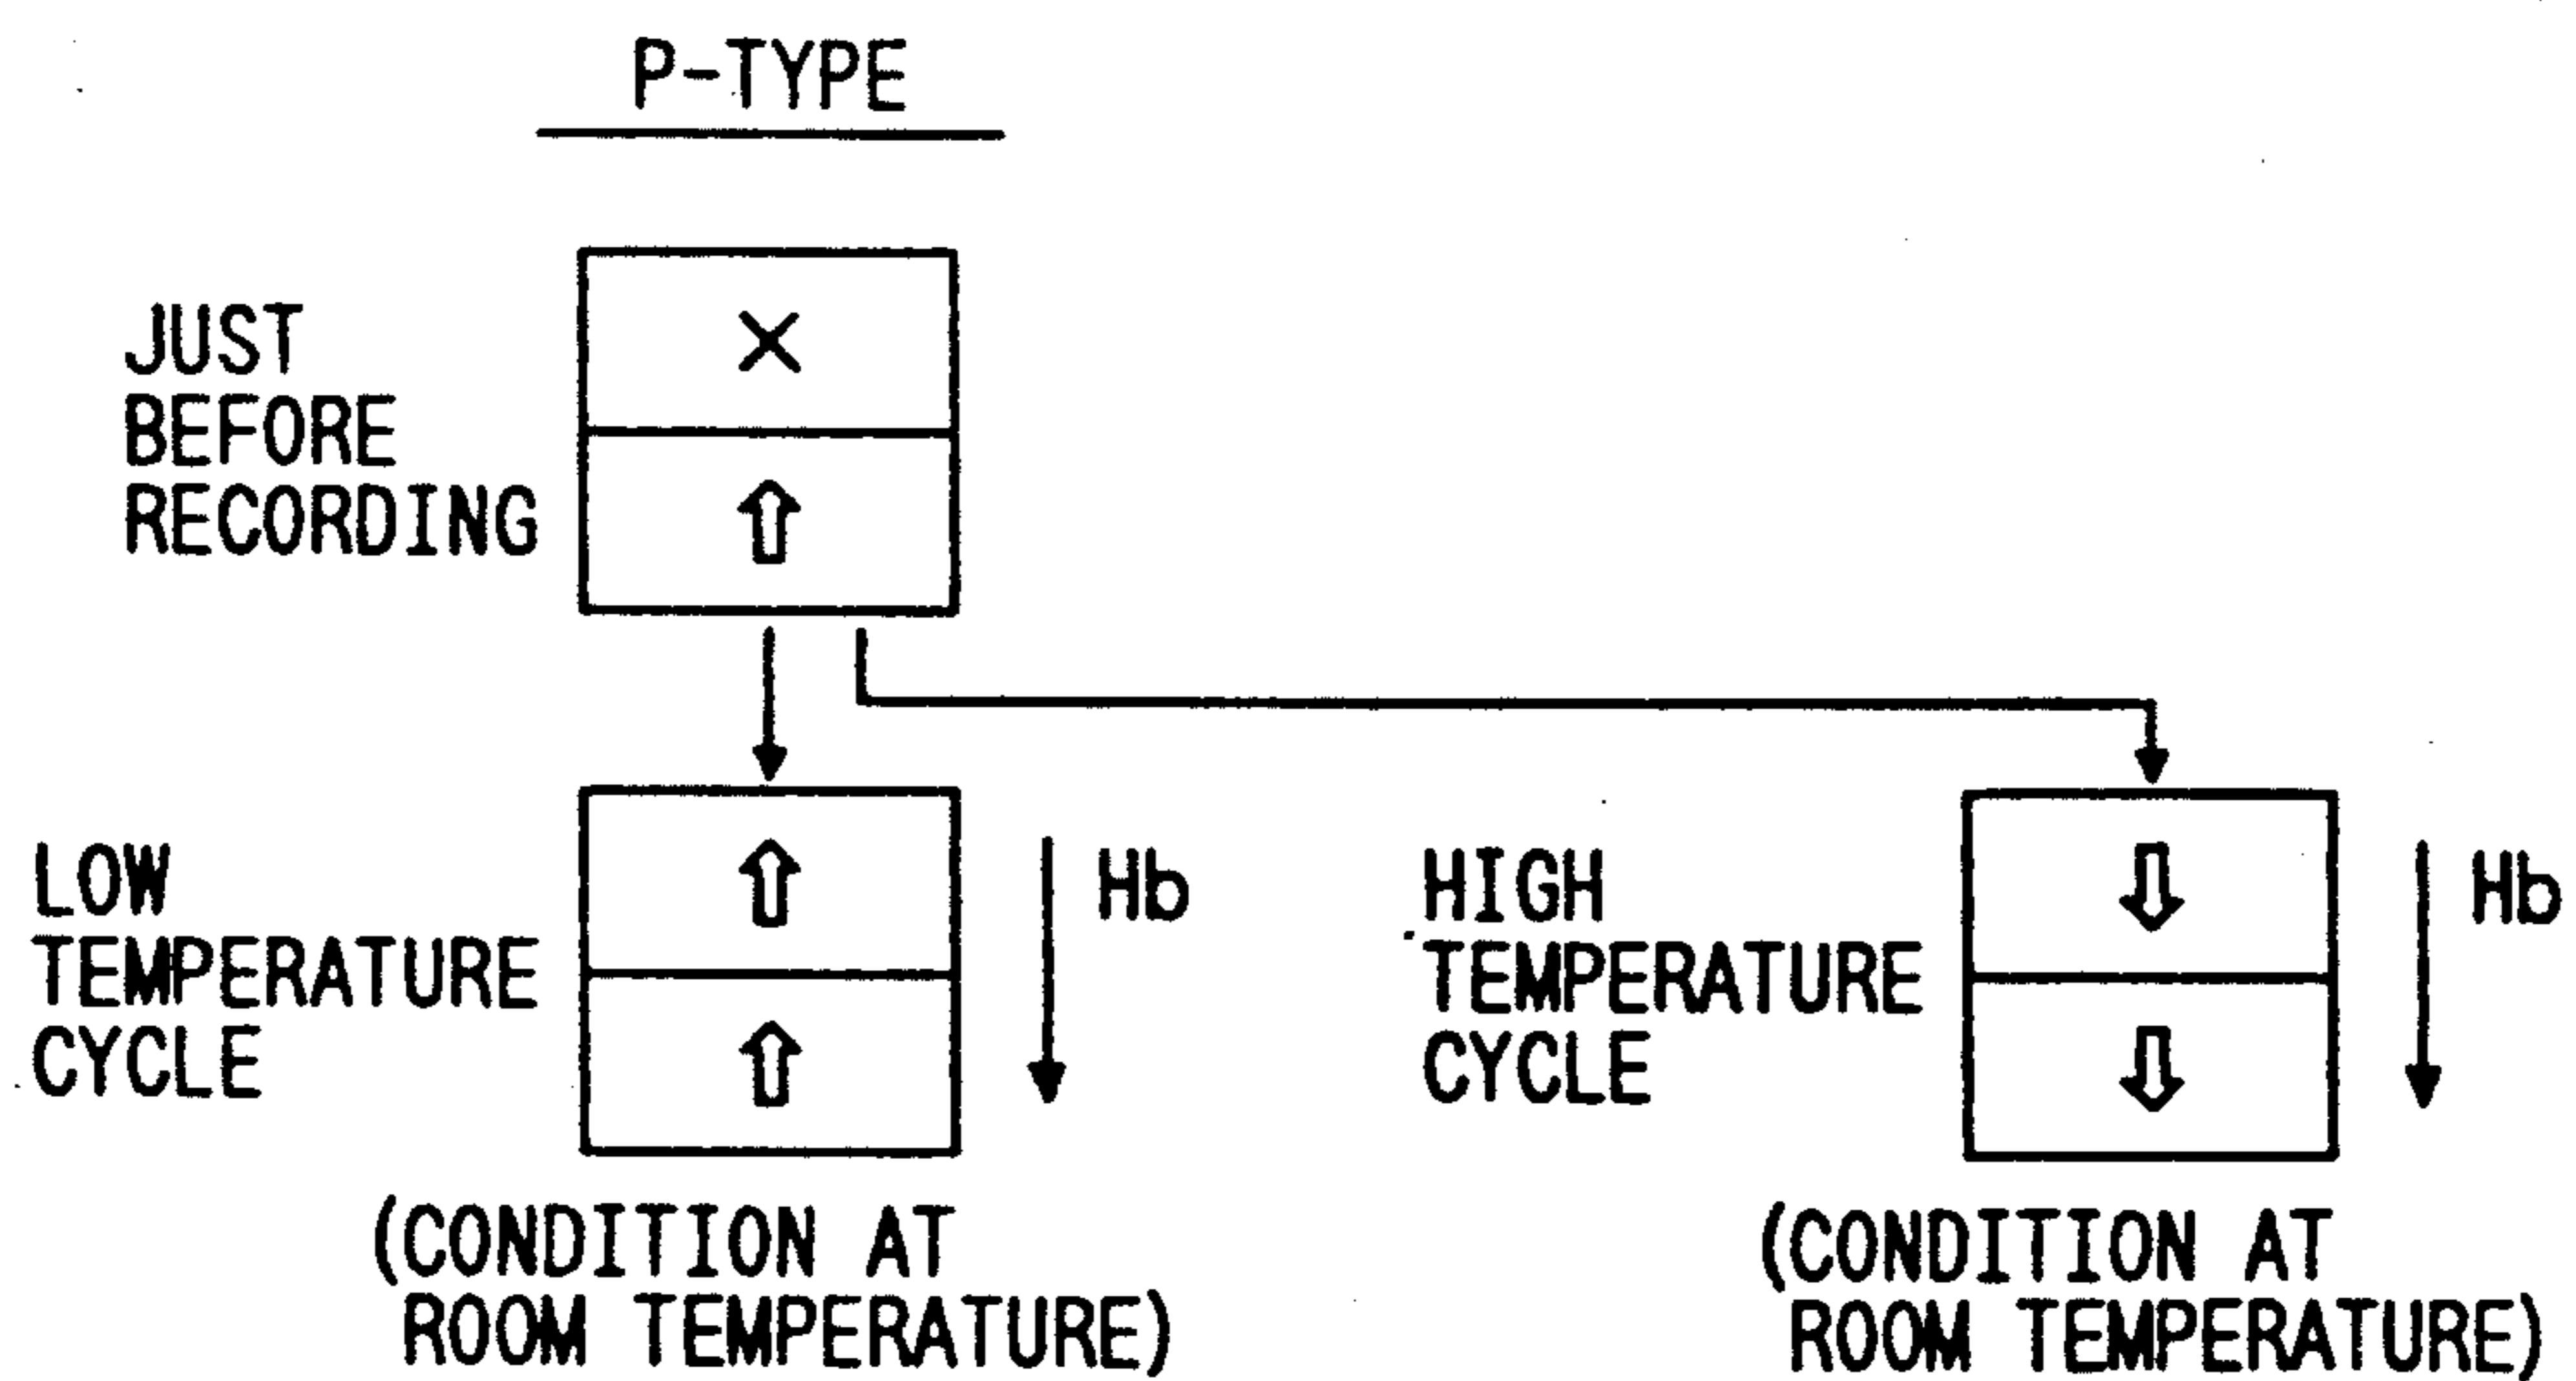 P-TYPE
JUST
BEFORE
RECORDING
LOW
TEMPERATURE
CYCLE
Hb
(CONDITION AT
ROOM TEMPERATURE)
HIGH
TEMPERATURE
CYCLE
Hb
(CONDITION AT
ROOM TEMPERATURE)